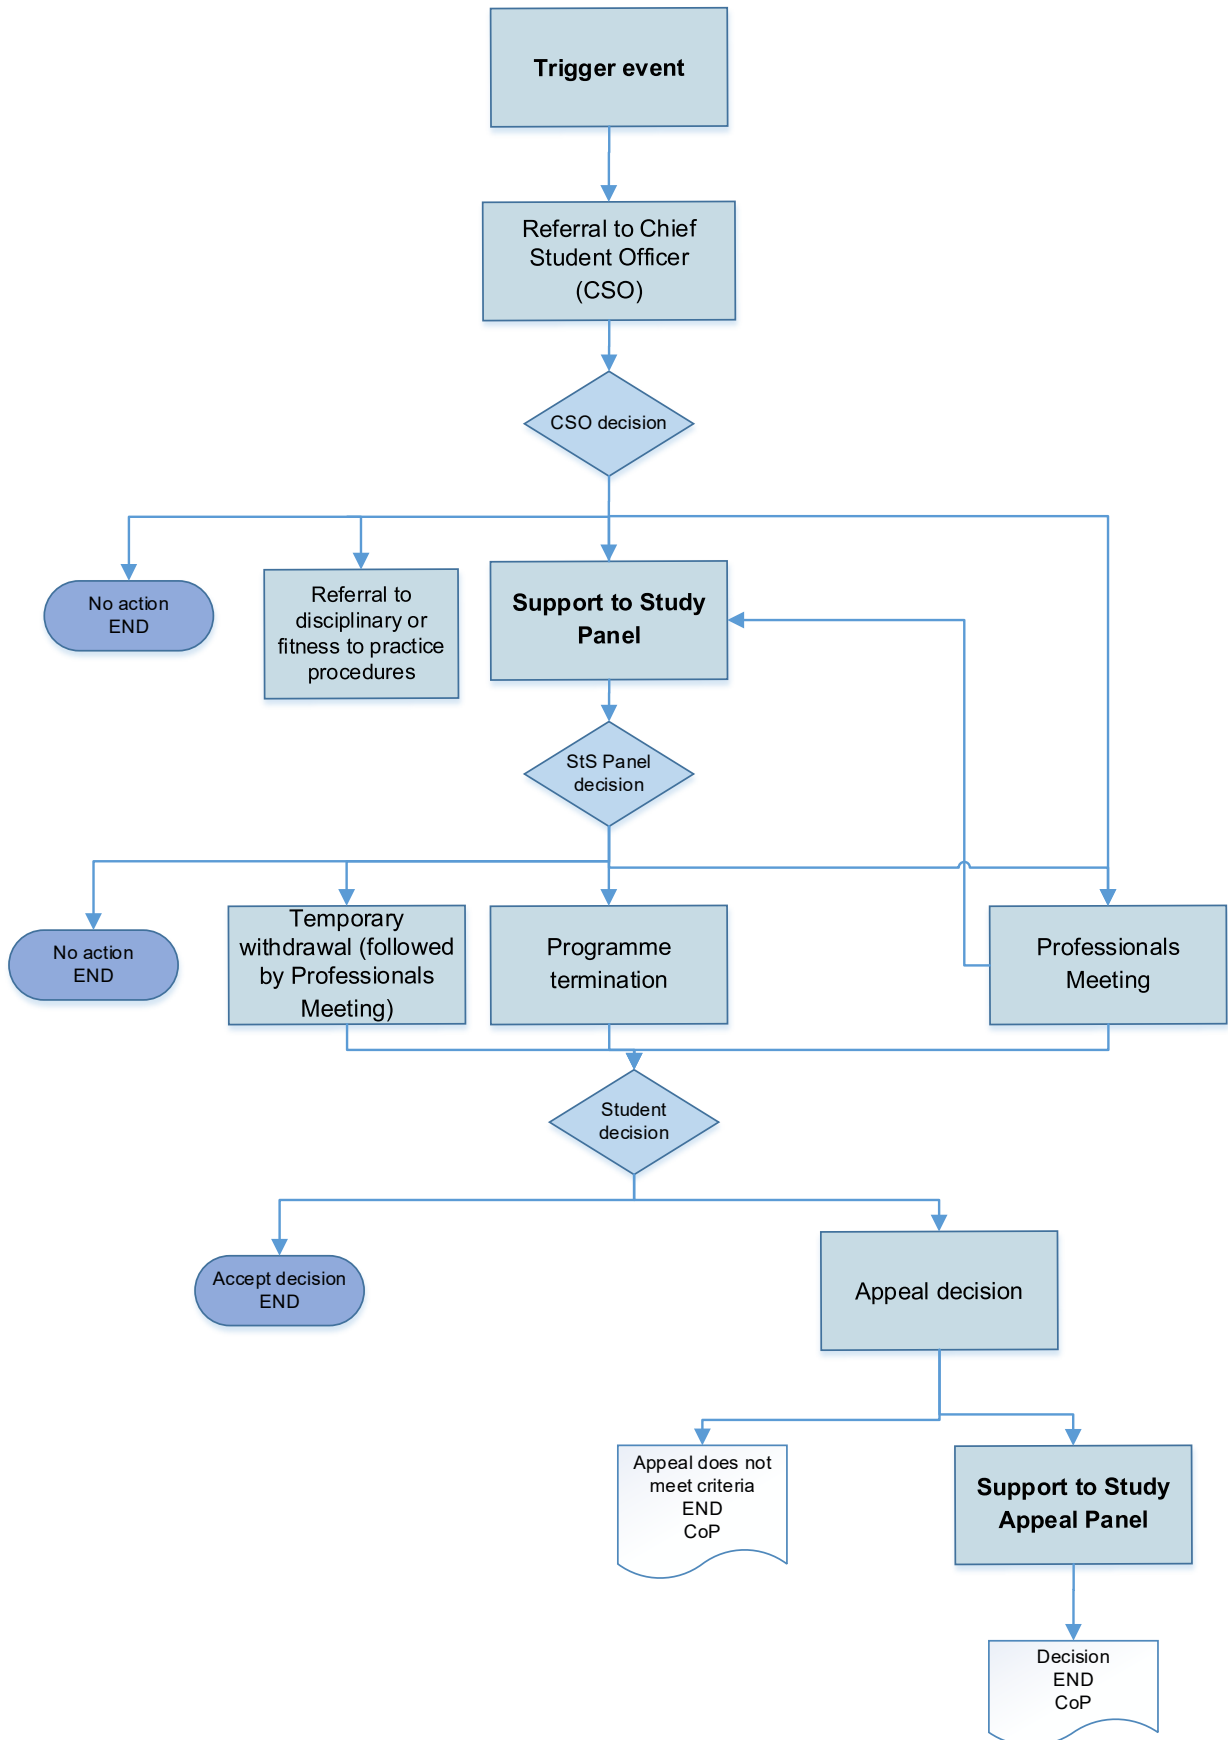 Trigger event
Referral to Chief
Student Officer
(CSO)
CSO decision
No action
END
Referral to
disciplinary or
fitness to practice
procedures
Support to Study
Panel
StS Panel
decision
No action
END
Temporary
withdrawal (followed
by Professionals
Meeting)
Programme
termination
Professionals
Meeting
Student
decision
Accept decision
END
Appeal decision
Appeal does not
meet criteria
END
CoP
Support to Study
Appeal Panel
Decision
END
CoP